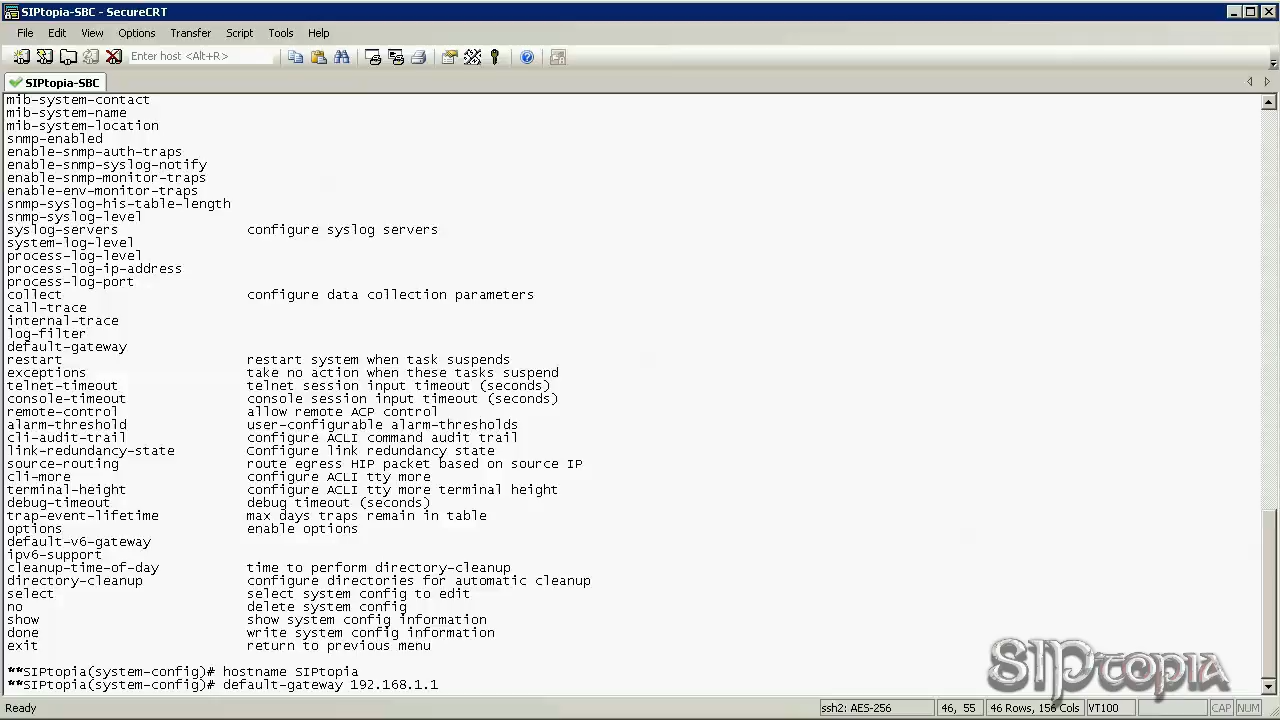 SIPtopia-SBC - SecureCRT
File Edit View Options Transfer Script Tools Help
Enter host <Alt+R>
SIPtopia-SBC
mib-system-contact
mib-system-name
mib-system-location
snmp-enabled
enable-snmp-auth-traps
enable-snmp-syslog-notify
enable-snmp-monitor-traps
enable-env-monitor-traps
snmp-syslog-his-table-length
snmp-syslog-level
syslog-servers configure syslog servers
system-log-level
process-log-level
process-log-ip-address
process-log-port
collect configure data collection parameters
call-trace
internal-trace
log-filter
default-gateway
restart restart system when task suspends
exceptions take no action when these tasks suspend
telnet-timeout telnet session input timeout (seconds)
console-timeout console session input timeout (seconds)
remote-control allow remote ACP control
alarm-threshold user-configurable alarm-thresholds
cli-audit-trail configure ACLI command audit trail
link-redundancy-state Configure link redundancy state
source-routing route egress HIP packet based on source IP
cli-more configure ACLI tty more
terminal-height configure ACLI tty more terminal height
debug-timeout debug timeout (seconds)
trap-event-lifetime max days traps remain in table
options enable options
default-v6-gateway
ipv6-support
cleanup-time-of-day time to perform directory-cleanup
directory-cleanup configure directories for automatic cleanup
select select system config to edit
no delete system config
show show system config information
done write system config information
exit return to previous menu
**SIPtopia(system-config)# hostname SIPtopia
**SIPtopia(system-config)# default-gateway 192.168.1.1
SIPtopia
Ready ssh2: AES-256 46, 55 46 Rows, 156 Cols VT100 CAP NUM